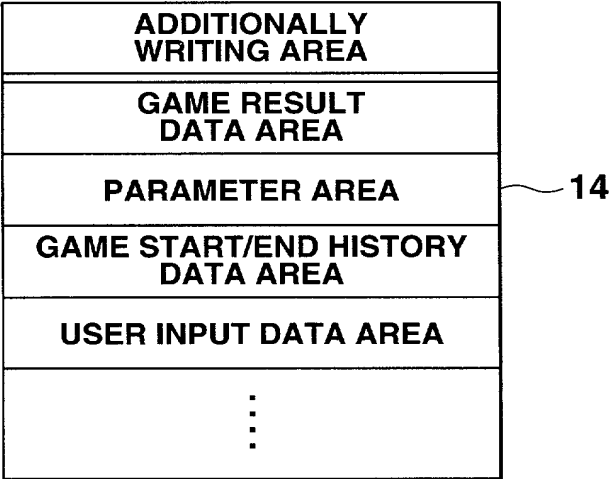 ADDITIONALLY
WRITING AREA
GAME RESULT
DATA AREA
PARAMETER AREA
14
GAME START/END HISTORY
DATA AREA
USER INPUT DATA AREA